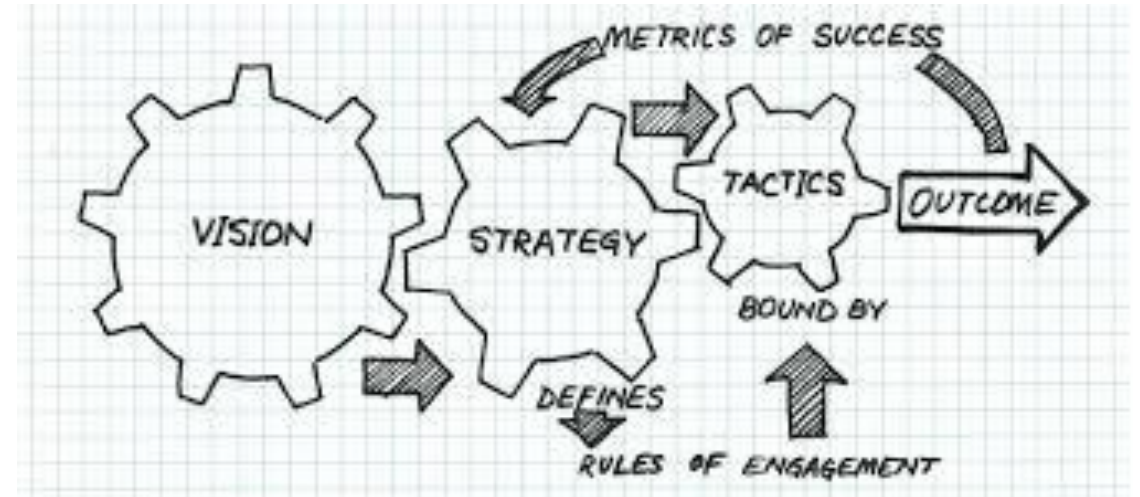 METRICS OF SUCCESS
VISION
STRATEGY
TACTICS
OUTCOME
BOUND BY
DEFINES
RULES OF ENGAGEMENT